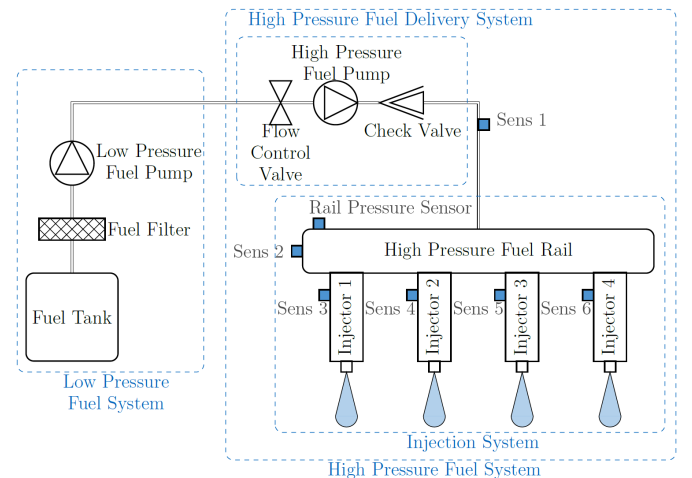 High Pressure Fuel Delivery System
High Pressure
Fuel Pump
Flow
Control
Valve
Check Valve
Sens 1
Low Pressure
Fuel Pump
Fuel Filter
Fuel Tank
Low Pressure
Fuel System
Rail Pressure Sensor
Sens 2
High Pressure Fuel Rail
Sens 3
Injector 1
Sens 4
Injector 2
Sens 5
Injector 3
Sens 6
Injector 4
Injection System
High Pressure Fuel System